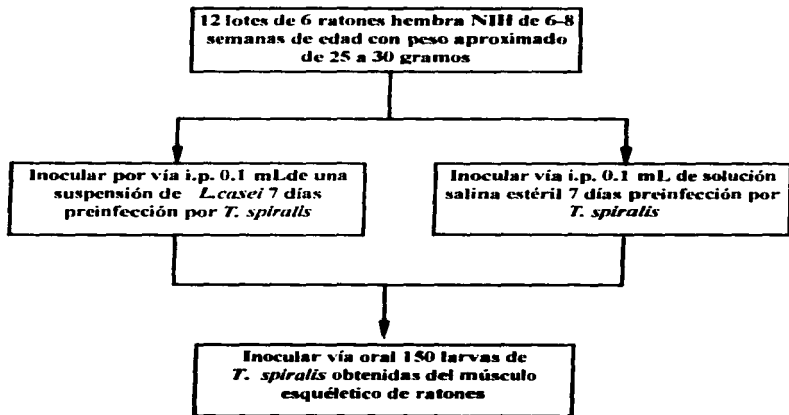 12 lotes de 6 ratones hembra NIH de 6-8
semanas de edad con peso aproximado
de 25 a 30 gramos
Inocular por vía i.p. 0.1 mL de una
suspensión de L.casei 7 días
preinfección por T. spiralis
Inocular vía i.p. 0.1 mL de solución
salina estéril 7 días preinfección por
T. spiralis
Inocular vía oral 150 larvas de
T. spiralis obtenidas del músculo
esquéletico de ratones